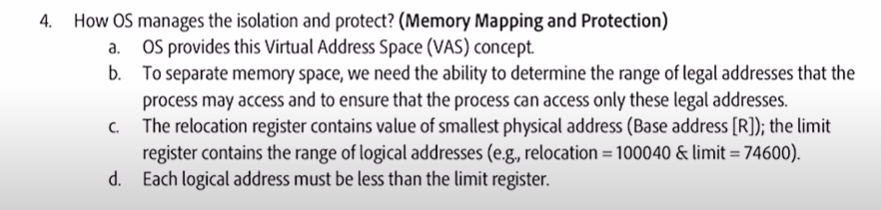 4. How OS manages the isolation and protect? (Memory Mapping and Protection)
a. OS provides this Virtual Address Space (VAS) concept.
b. To separate memory space, we need the ability to determine the range of legal addresses that the
process may access and to ensure that the process can access only these legal addresses.
c. The relocation register contains value of smallest physical address (Base address [R]); the limit
register contains the range of logical addresses (e.g., relocation = 100040 & limit = 74600).
d. Each logical address must be less than the limit register.